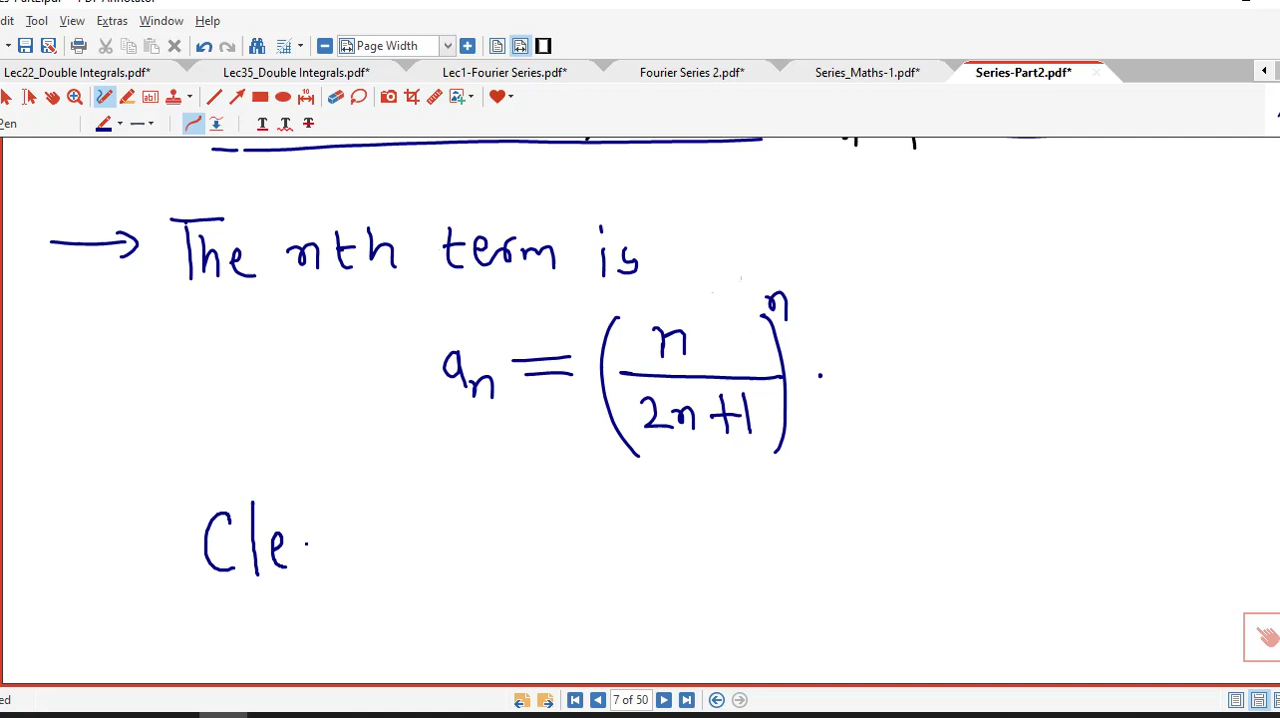 Edit Tool View Extras Window Help
Page Width
Lec22_Double Integrals.pdf* Lec35_Double Integrals.pdf* Lec1-Fourier Series.pdf* Fourier Series 2.pdf* Series_Maths-1.pdf* Series-Part2.pdf*
Pen
→ The nth term is
aₙ = (n / 2n+1)ⁿ .
Cle
7 of 50